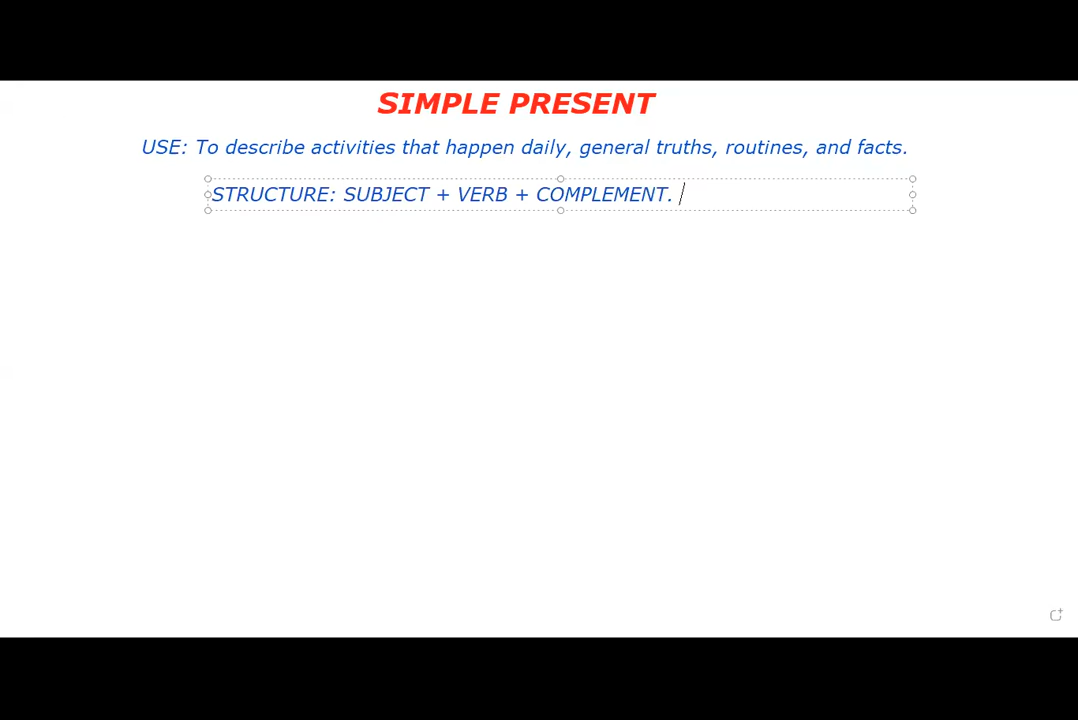 SIMPLE PRESENT
USE: To describe activities that happen daily, general truths, routines, and facts.
STRUCTURE: SUBJECT + VERB + COMPLEMENT.